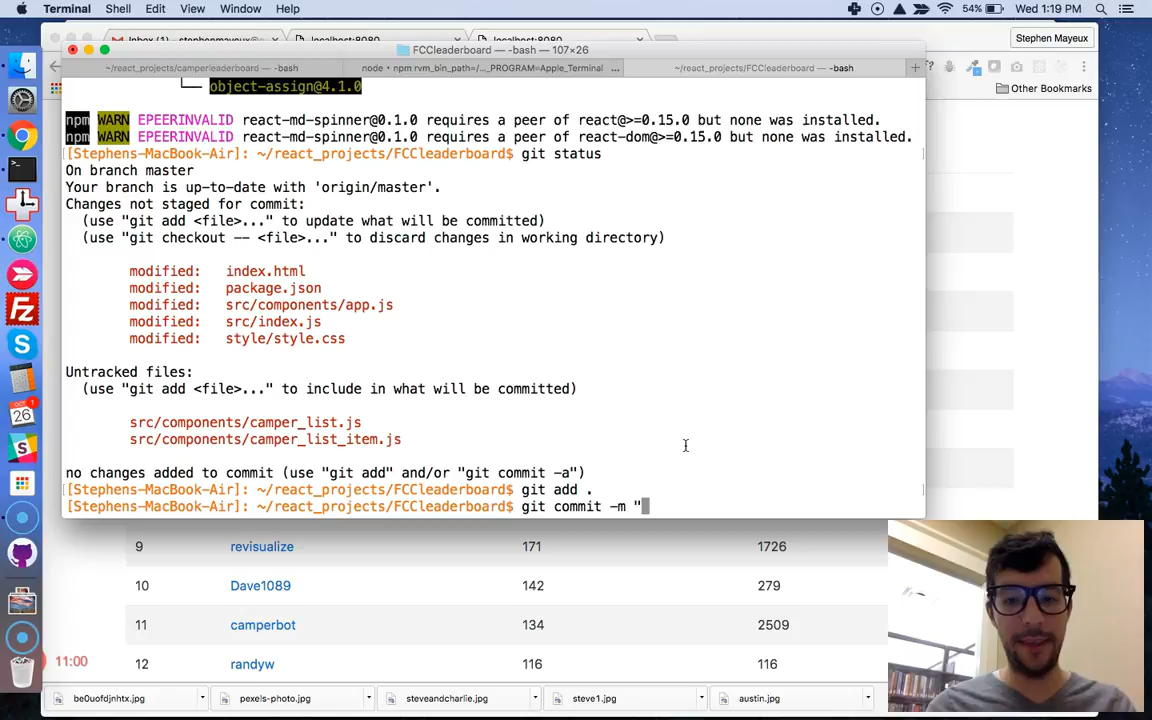 Terminal Shell Edit View Window Help
54% Wed 1:19 PM
Inbox (1) - stephenmayeux@
localhost:8080
localhost:8080
Stephen Mayeux
FCCleaderboard — -bash — 107×26
~/react_projects/camperleaderboard — -bash
node • npm rvm_bin_path=/..._PROGRAM=Apple_Terminal ...
~/react_projects/FCCleaderboard — -bash
Other Bookmarks
└── object-assign@4.1.0
npm WARN EPEERINVALID react-md-spinner@0.1.0 requires a peer of react@>=0.15.0 but none was installed.
npm WARN EPEERINVALID react-md-spinner@0.1.0 requires a peer of react-dom@>=0.15.0 but none was installed.
[Stephens-MacBook-Air]: ~/react_projects/FCCleaderboard$ git status
On branch master
Your branch is up-to-date with 'origin/master'.
Changes not staged for commit:
(use "git add <file>..." to update what will be committed)
(use "git checkout -- <file>..." to discard changes in working directory)
modified: index.html
modified: package.json
modified: src/components/app.js
modified: src/index.js
modified: style/style.css
Untracked files:
(use "git add <file>..." to include in what will be committed)
src/components/camper_list.js
src/components/camper_list_item.js
no changes added to commit (use "git add" and/or "git commit -a")
[Stephens-MacBook-Air]: ~/react_projects/FCCleaderboard$ git add .
[Stephens-MacBook-Air]: ~/react_projects/FCCleaderboard$ git commit -m "
9 revisualize 171 1726
10 Dave1089 142 279
11 camperbot 134 2509
12 randyw 116 116
26
11:00
be0uofdjnhtx.jpg
pexels-photo.jpg
steveandcharlie.jpg
steve1.jpg
austin.jpg